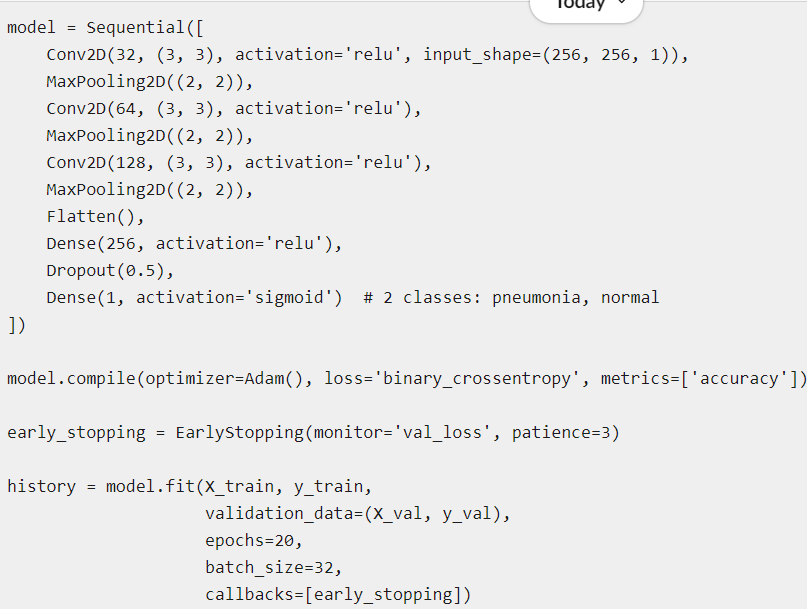 Today
model = Sequential([
    Conv2D(32, (3, 3), activation='relu', input_shape=(256, 256, 1)),
    MaxPooling2D((2, 2)),
    Conv2D(64, (3, 3), activation='relu'),
    MaxPooling2D((2, 2)),
    Conv2D(128, (3, 3), activation='relu'),
    MaxPooling2D((2, 2)),
    Flatten(),
    Dense(256, activation='relu'),
    Dropout(0.5),
    Dense(1, activation='sigmoid')  # 2 classes: pneumonia, normal
])

model.compile(optimizer=Adam(), loss='binary_crossentropy', metrics=['accuracy'])

early_stopping = EarlyStopping(monitor='val_loss', patience=3)

history = model.fit(X_train, y_train,
                    validation_data=(X_val, y_val),
                    epochs=20,
                    batch_size=32,
                    callbacks=[early_stopping])